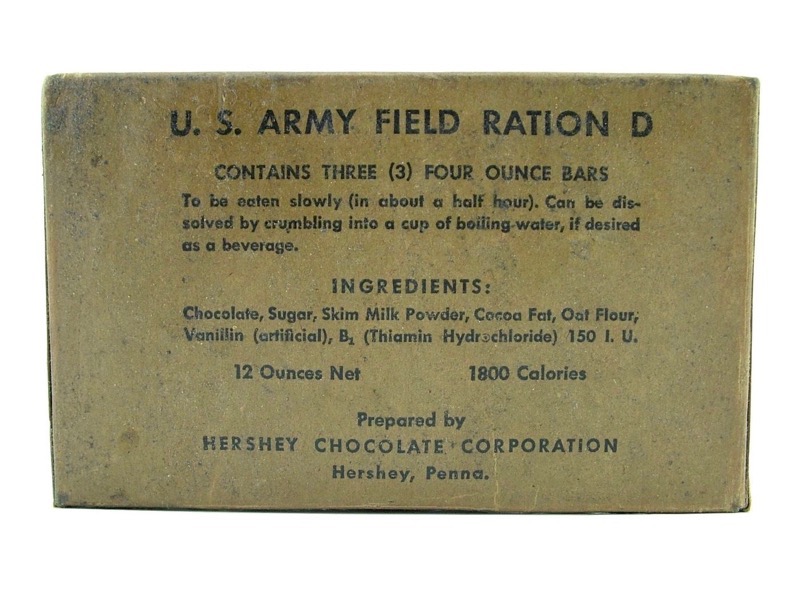 U. S. ARMY FIELD RATION D
CONTAINS THREE (3) FOUR OUNCE BARS
To be eaten slowly (in about a half hour). Can be dis-
solved by crumbling into a cup of boiling water, if desired
as a beverage.
INGREDIENTS:
Chocolate, Sugar, Skim Milk Powder, Cocoa Fat, Oat Flour,
Vanillin (artificial), B₁ (Thiamin Hydrochloride) 150 I. U.
12 Ounces Net 1800 Calories
Prepared by
HERSHEY CHOCOLATE CORPORATION
Hershey, Penna.